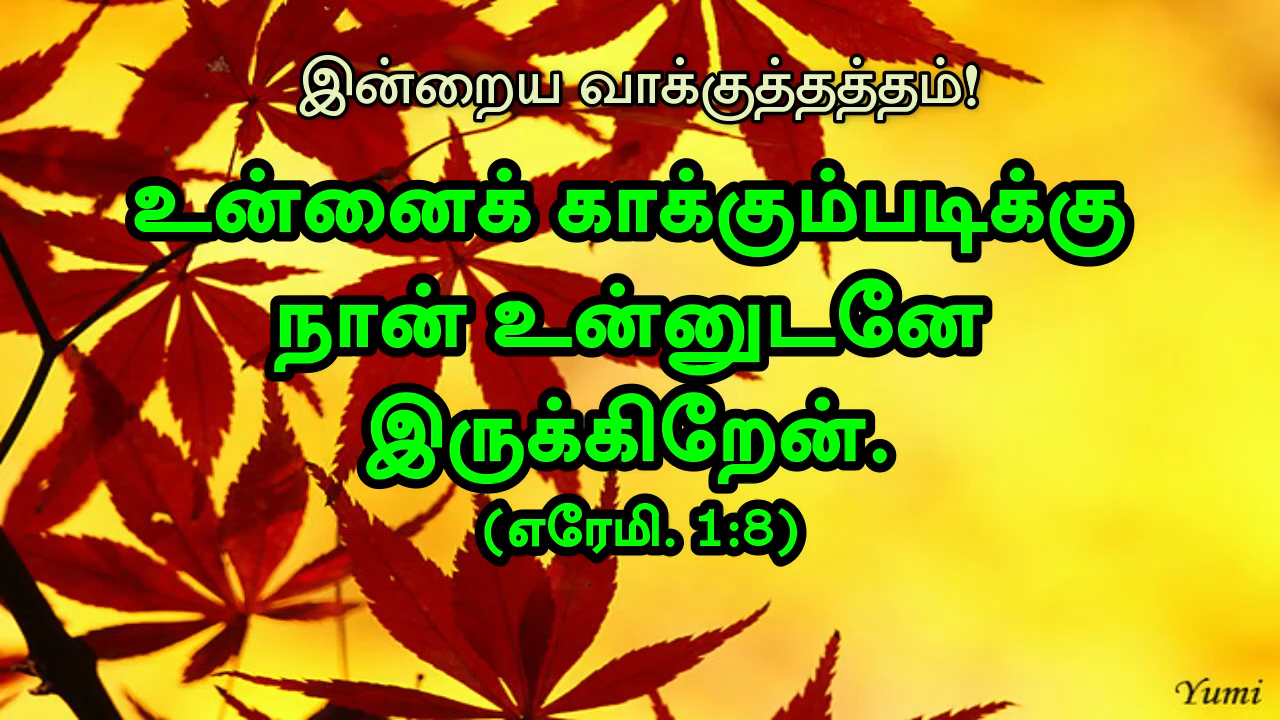 இன்றைய வாக்குத்தத்தம்!
உன்னைக் காக்கும்படிக்கு
நான் உன்னுடனே
இருக்கிறேன்.
(எரேமி. 1:8)
Yumi